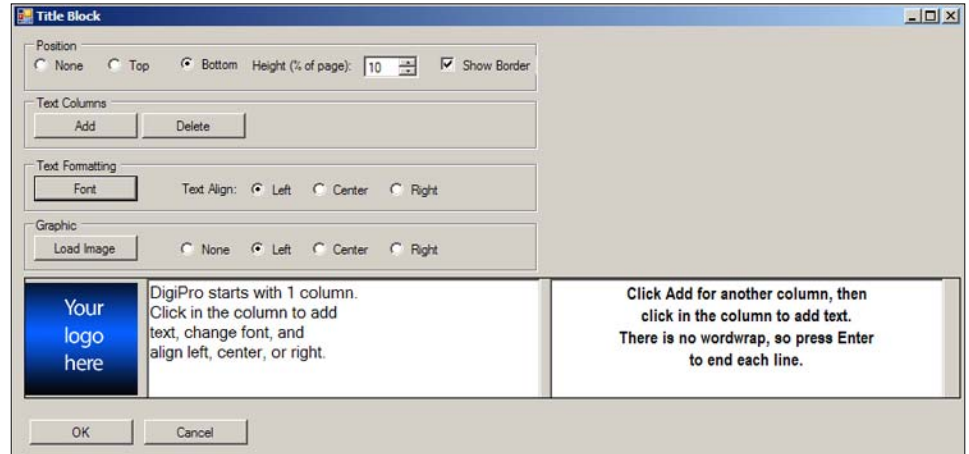 Title Block
Position
None Top Bottom Height (% of page): 10 Show Border
Text Columns
Add Delete
Text Formatting
Font Text Align: Left Center Right
Graphic
Load Image None Left Center Right
Your
logo
here
DigiPro starts with 1 column.
Click in the column to add
text, change font, and
align left, center, or right.
Click Add for another column, then
click in the column to add text.
There is no wordwrap, so press Enter
to end each line.
OK Cancel